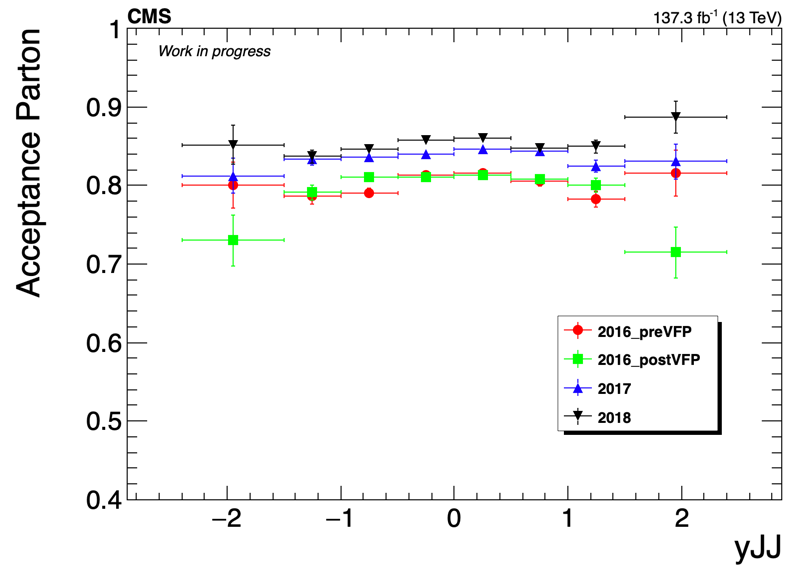 CMS
137.3 fb⁻¹ (13 TeV)
Work in progress
Acceptance Parton
1
0.9
0.8
0.7
0.6
0.5
0.4
2016_preVFP
2016_postVFP
2017
2018
−2 −1 0 1 2
yJJ